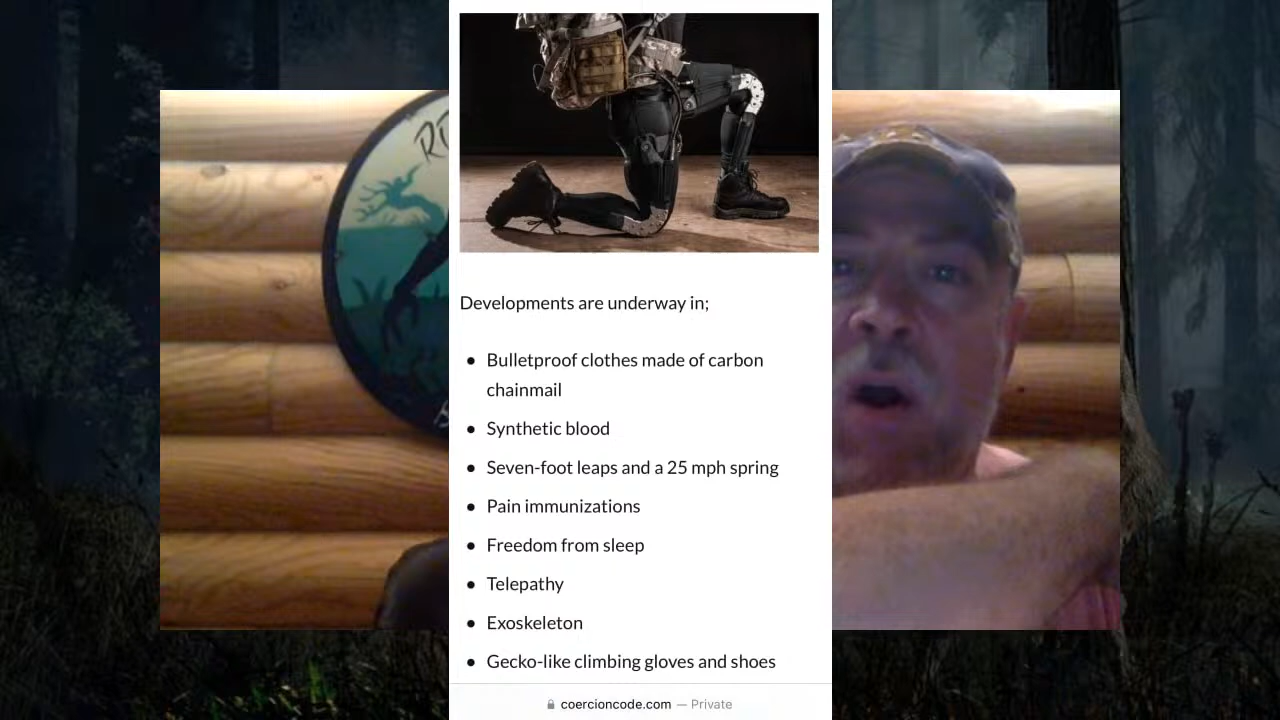 Developments are underway in;
• Bulletproof clothes made of carbon
chainmail
• Synthetic blood
• Seven-foot leaps and a 25 mph spring
• Pain immunizations
• Freedom from sleep
• Telepathy
• Exoskeleton
• Gecko-like climbing gloves and shoes
coercioncode.com — Private